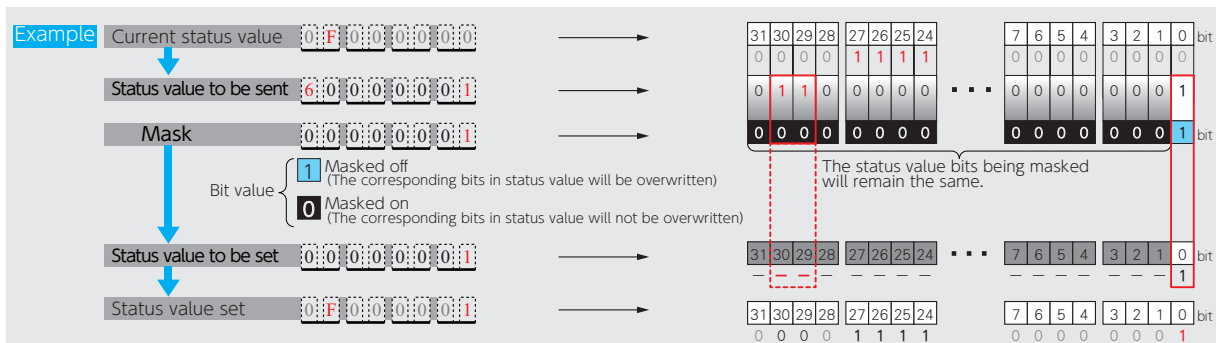 Example Current status value 0 F 0 0 0 0 0 0 31 30 29 28 27 26 25 24 7 6 5 4 3 2 1 0 bit
0 0 0 0 1 1 1 1 0 0 0 0 0 0 0 0
Status value to be sent 6 0 0 0 0 0 0 1 0 1 1 0 0 0 0 0 ... 0 0 0 0 0 0 0 1
Mask 0 0 0 0 0 0 0 1 0 0 0 0 0 0 0 0 0 0 0 0 0 0 0 1 bit
Bit value
1 Masked off
(The corresponding bits in status value will be overwritten)
0 Masked on
(The corresponding bits in status value will not be overwritten)
The status value bits being masked
will remain the same.
Status value to be set 0 0 0 0 0 0 0 1 31 30 29 28 27 26 25 24 ... 7 6 5 4 3 2 1 0 bit
– – – – – – – – – – – – – – – 1
Status value set 0 F 0 0 0 0 0 1 31 30 29 28 27 26 25 24 7 6 5 4 3 2 1 0 bit
0 0 0 0 1 1 1 1 0 0 0 0 0 0 0 1